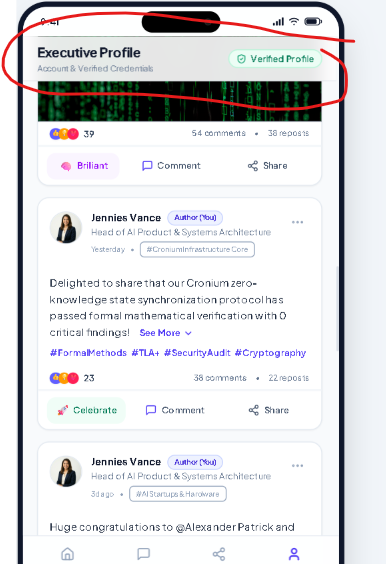 Executive Profile
Account & Verified Credentials
Verified Profile
39
54 comments • 38 reposts
Brilliant
Comment
Share
Jennies Vance
Author (You)
Head of AI Product & Systems Architecture
Yesterday • #CroniumInfrastructure Core
Delighted to share that our Cronium zero-
knowledge state synchronization protocol has
passed formal mathematical verification with 0
critical findings! See More
#FormalMethods #TLA+ #SecurityAudit #Cryptography
23
38 comments • 22 reposts
Celebrate
Comment
Share
Jennies Vance
Author (You)
Head of AI Product & Systems Architecture
3d ago • #AI Startups & Hardware
Huge congratulations to @Alexander Patrick and